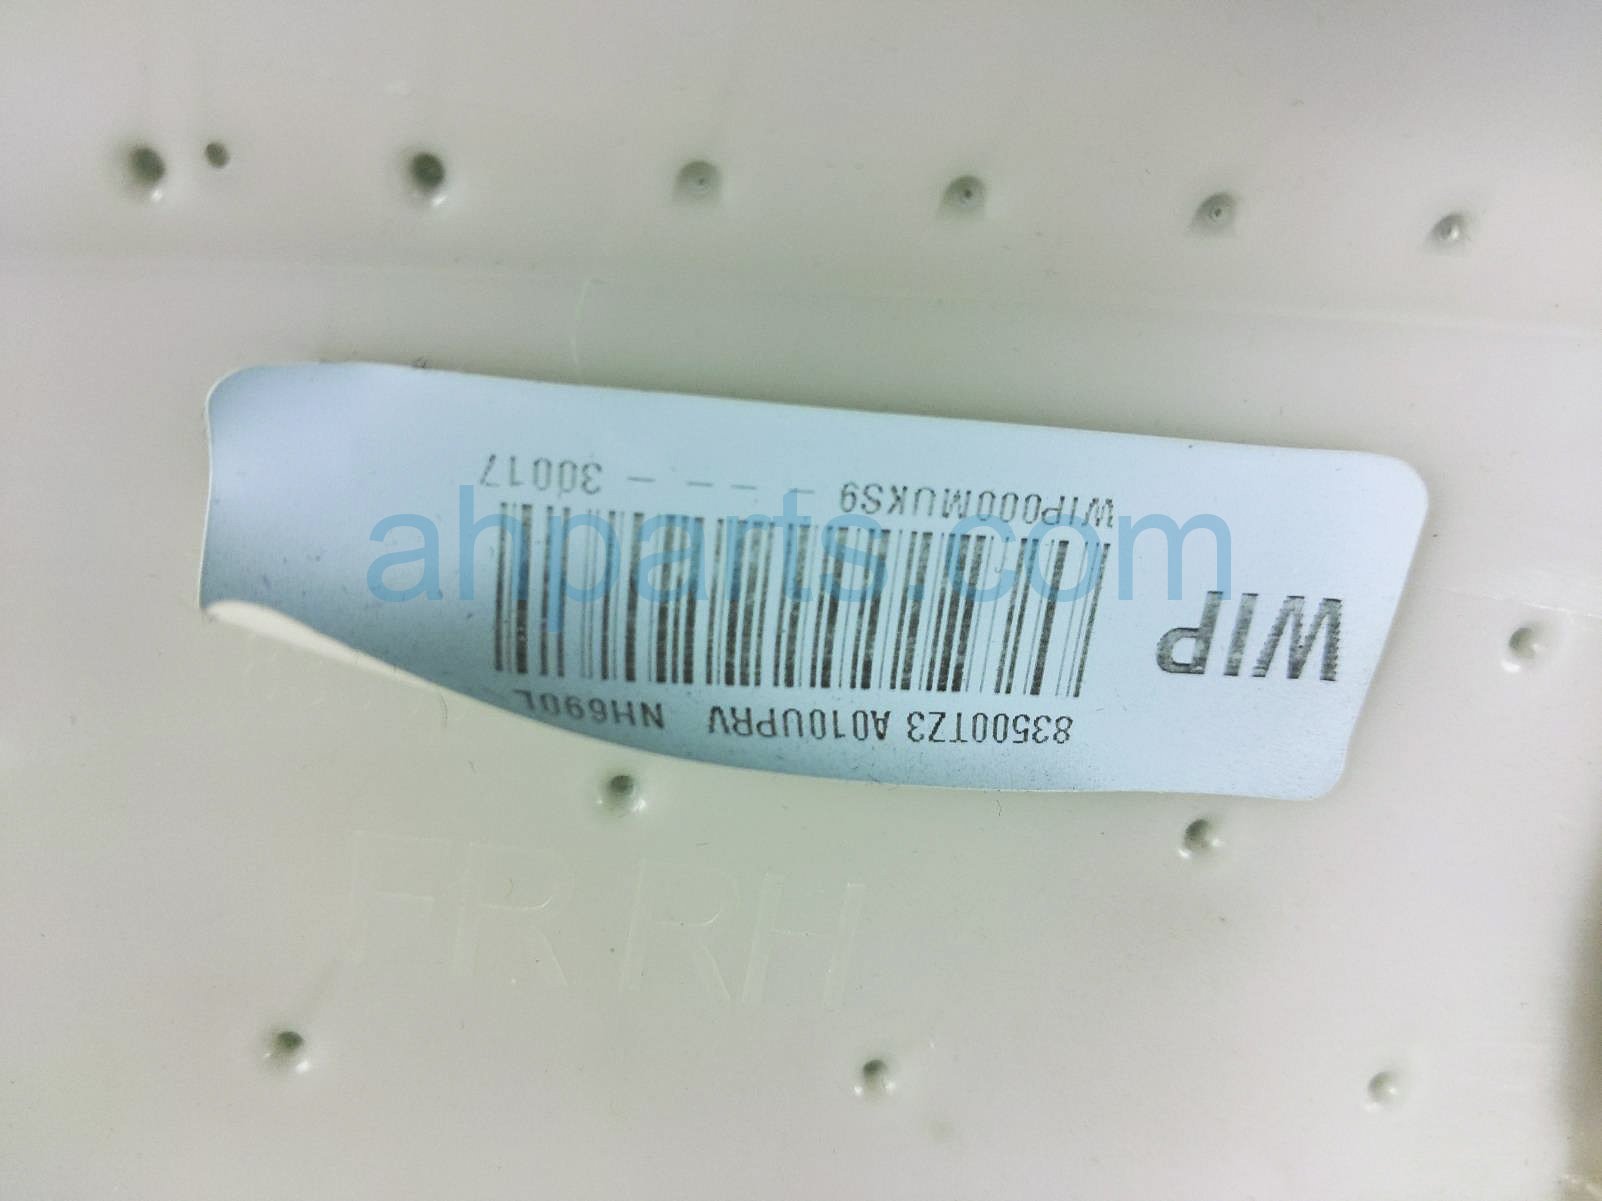 83500TZ3 A010UPRV NH690L
WIP
WIP000MUKS9 - - - - 30017
ahparts.com
FR RH